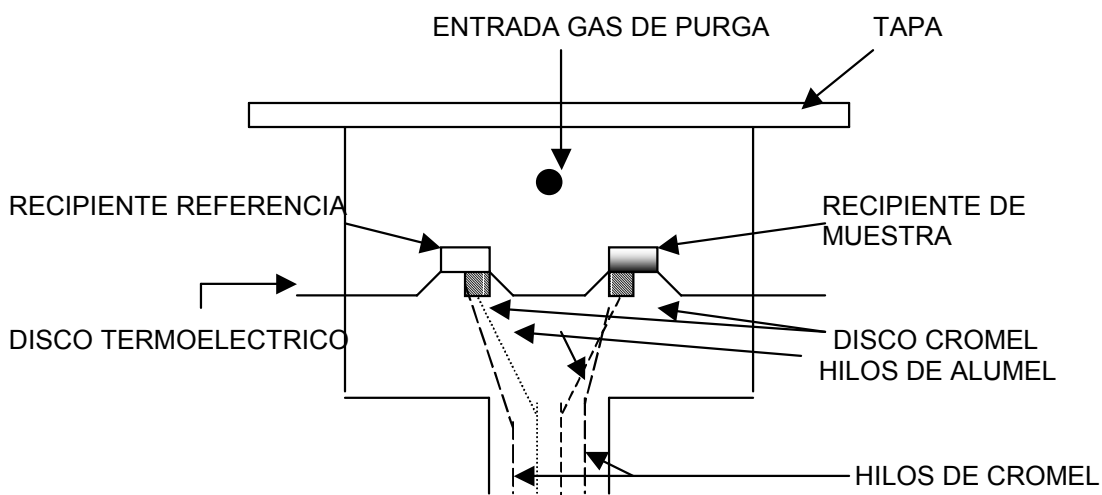 ENTRADA GAS DE PURGA
TAPA
RECIPIENTE REFERENCIA
RECIPIENTE DE
MUESTRA
DISCO TERMOELECTRICO
DISCO CROMEL
HILOS DE ALUMEL
HILOS DE CROMEL